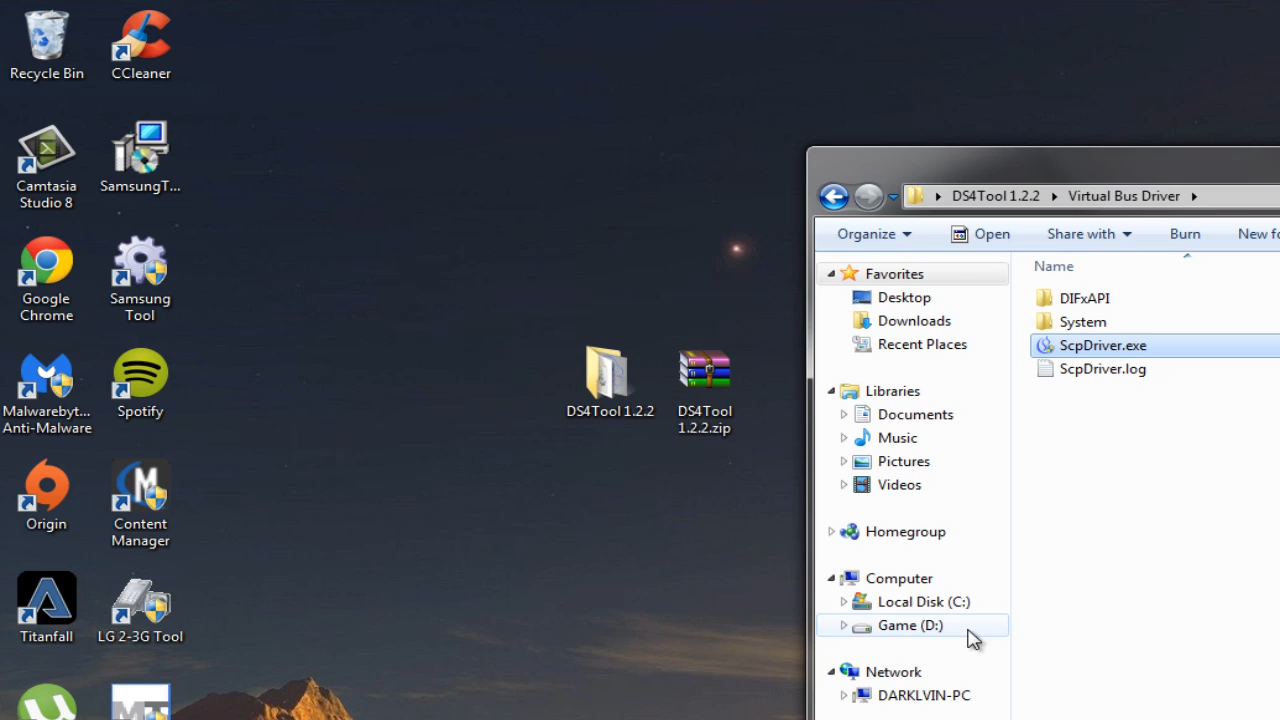 Recycle Bin
CCleaner
Camtasia
Studio 8
SamsungT...
Google
Chrome
Samsung
Tool
Malwareby t...
Anti-Malware
Spotify
Origin
Content
Manager
Titanfall
LG 2-3G Tool
DS4Tool 1.2.2
DS4Tool
1.2.2.zip
DS4Tool 1.2.2 Virtual Bus Driver
Organize Open Share with Burn New fo
Favorites
Desktop
Downloads
Recent Places
Libraries
Documents
Music
Pictures
Videos
Homegroup
Computer
Local Disk (C:)
Game (D:)
Network
DARKLVIN-PC
Name
DIFxAPI
System
ScpDriver.exe
ScpDriver.log